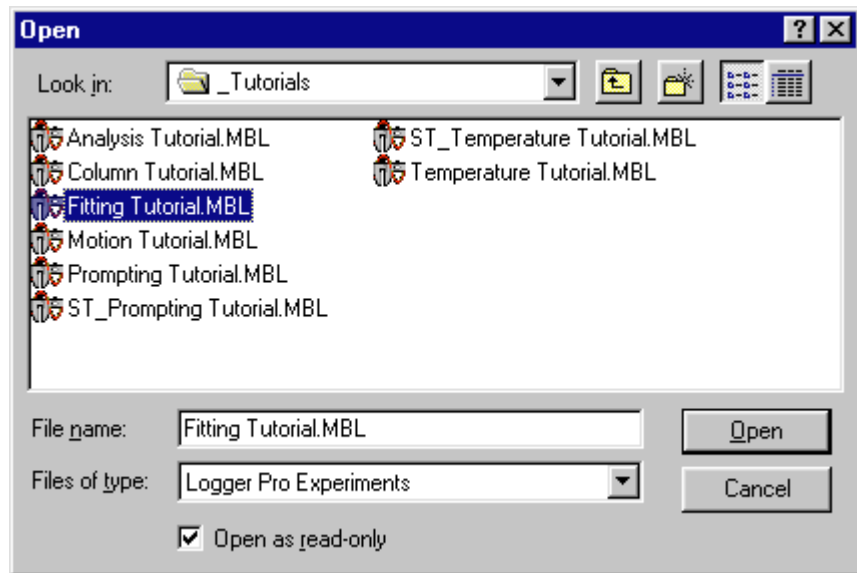 Open
Look in: _Tutorials
Analysis Tutorial.MBL
Column Tutorial.MBL
Fitting Tutorial.MBL
Motion Tutorial.MBL
Prompting Tutorial.MBL
ST_Prompting Tutorial.MBL
ST_Temperature Tutorial.MBL
Temperature Tutorial.MBL
File name: Fitting Tutorial.MBL Open
Files of type: Logger Pro Experiments Cancel
Open as read-only